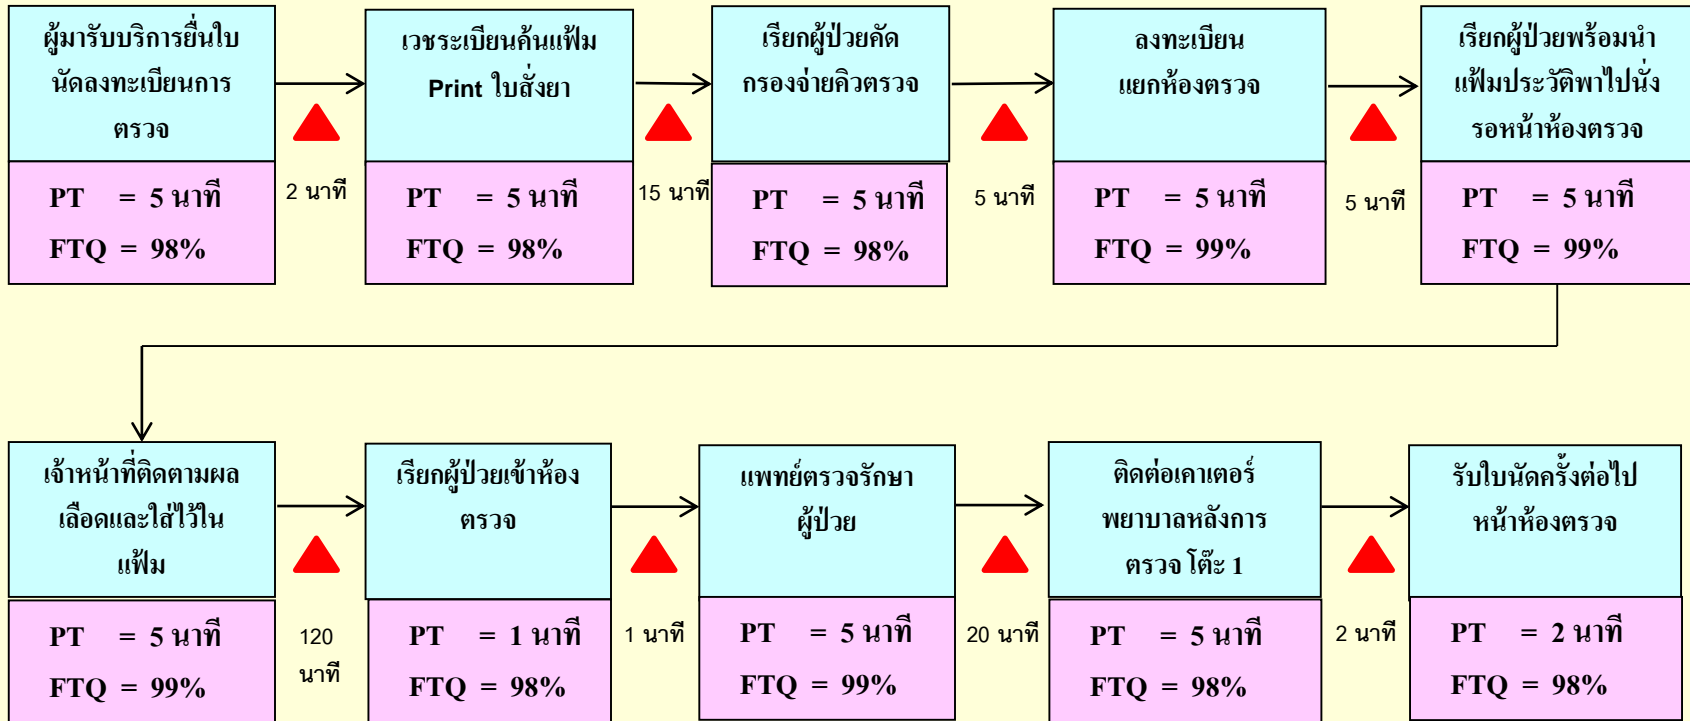 ผู้มารับบริการยื่นใบ
นัดลงทะเบียนการ
ตรวจ
PT = 5 นาที
FTQ = 98%
2 นาที
เวชระเบียนค้นแฟ้ม
Print ใบสั่งยา
PT = 5 นาที
FTQ = 98%
15 นาที
เรียกผู้ป่วยคัด
กรองจ่ายคิวตรวจ
PT = 5 นาที
FTQ = 98%
5 นาที
ลงทะเบียน
แยกห้องตรวจ
PT = 5 นาที
FTQ = 99%
5 นาที
เรียกผู้ป่วยพร้อมนำ
แฟ้มประวัติพาไปนั่ง
รอหน้าห้องตรวจ
PT = 5 นาที
FTQ = 99%
เจ้าหน้าที่ติดตามผล
เลือดและใส่ไว้ใน
แฟ้ม
PT = 5 นาที
FTQ = 99%
120
นาที
เรียกผู้ป่วยเข้าห้อง
ตรวจ
PT = 1 นาที
FTQ = 98%
1 นาที
แพทย์ตรวจรักษา
ผู้ป่วย
PT = 5 นาที
FTQ = 99%
20 นาที
ติดต่อเคาเตอร์
พยาบาลหลังการ
ตรวจ โต๊ะ 1
PT = 5 นาที
FTQ = 98%
2 นาที
รับใบนัดครั้งต่อไป
หน้าห้องตรวจ
PT = 2 นาที
FTQ = 98%